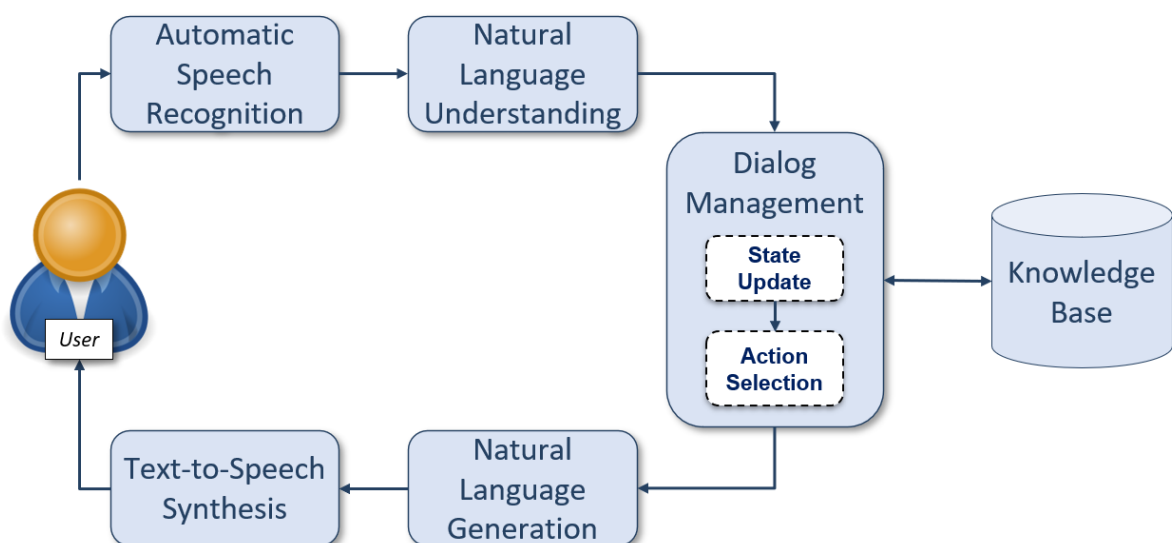 Automatic
Speech
Recognition
Natural
Language
Understanding
Dialog
Management
State
Update
Action
Selection
Knowledge
Base
User
Text-to-Speech
Synthesis
Natural
Language
Generation